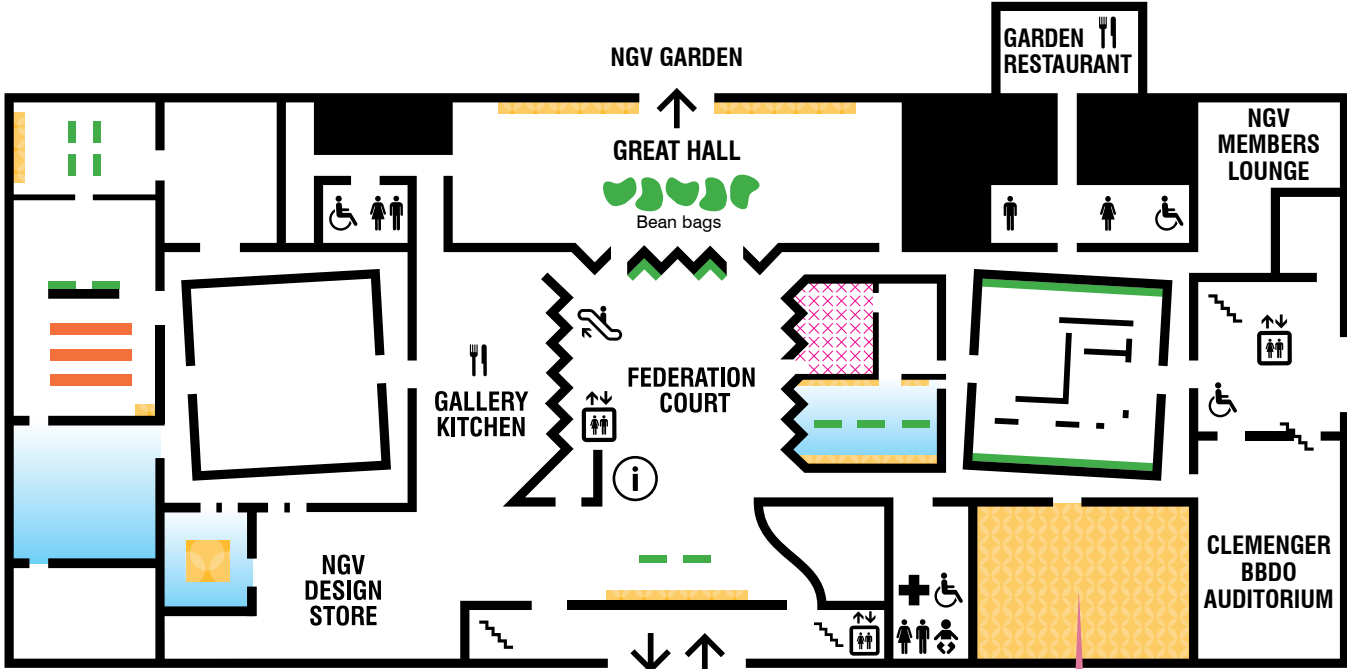 GARDEN
RESTAURANT
NGV GARDEN
NGV
MEMBERS
LOUNGE
GREAT HALL
Bean bags
FEDERATION
COURT
GALLERY
KITCHEN
i
NGV
DESIGN
STORE
CLEMENGER
BBDO
AUDITORIUM